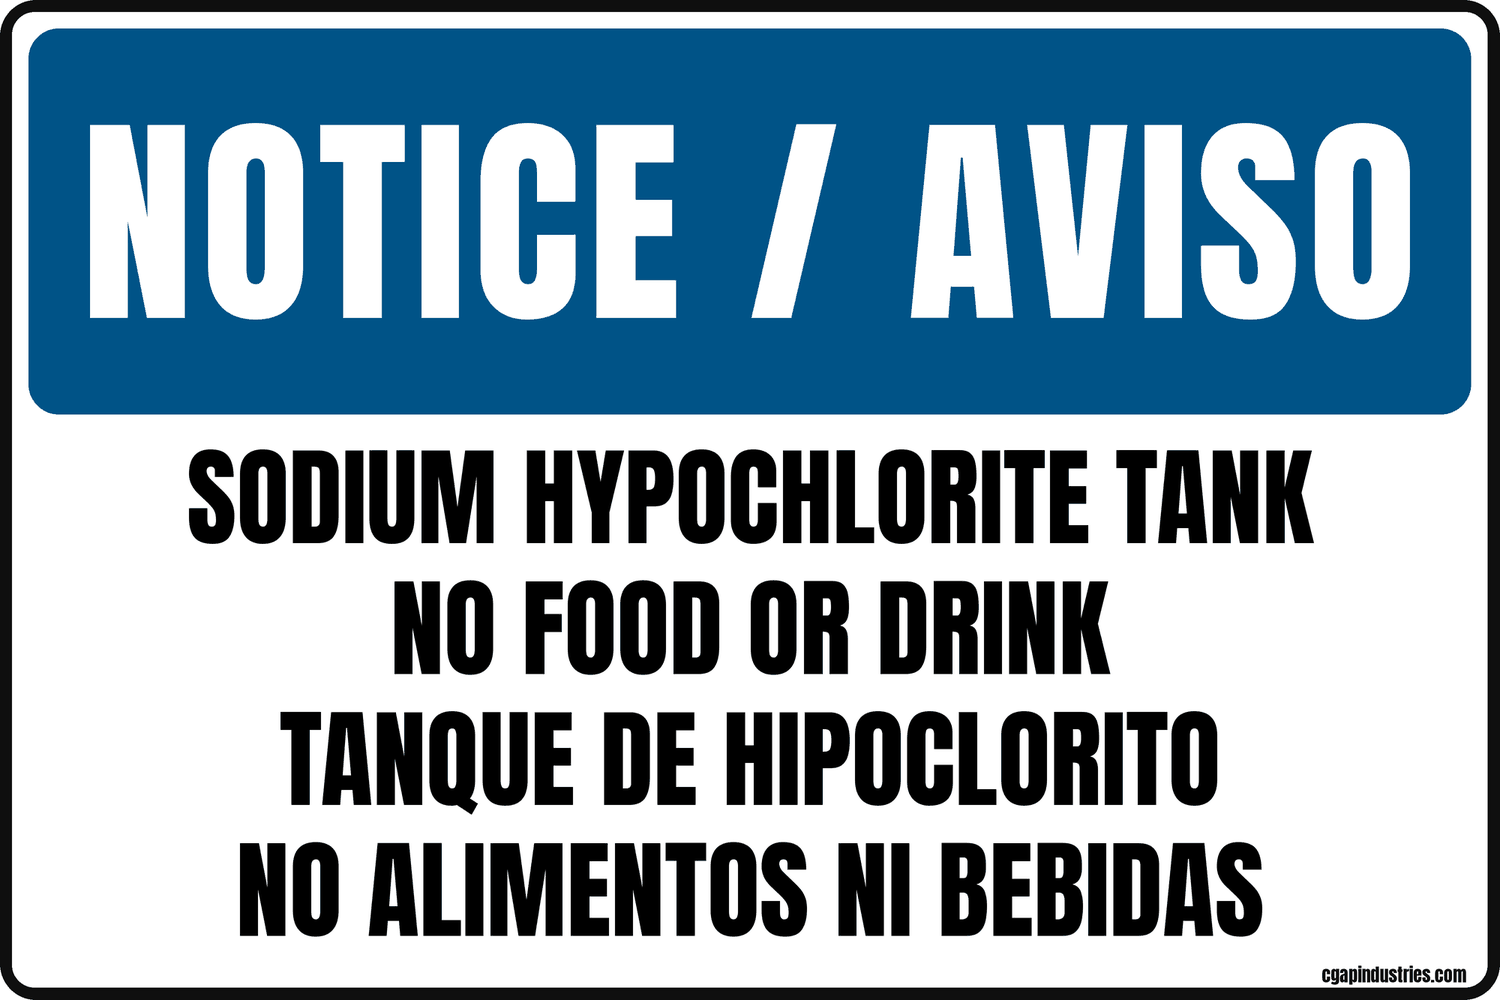 NOTICE / AVISO
SODIUM HYPOCHLORITE TANK
NO FOOD OR DRINK
TANQUE DE HIPOCLORITO
NO ALIMENTOS NI BEBIDAS
cgapindustries.com